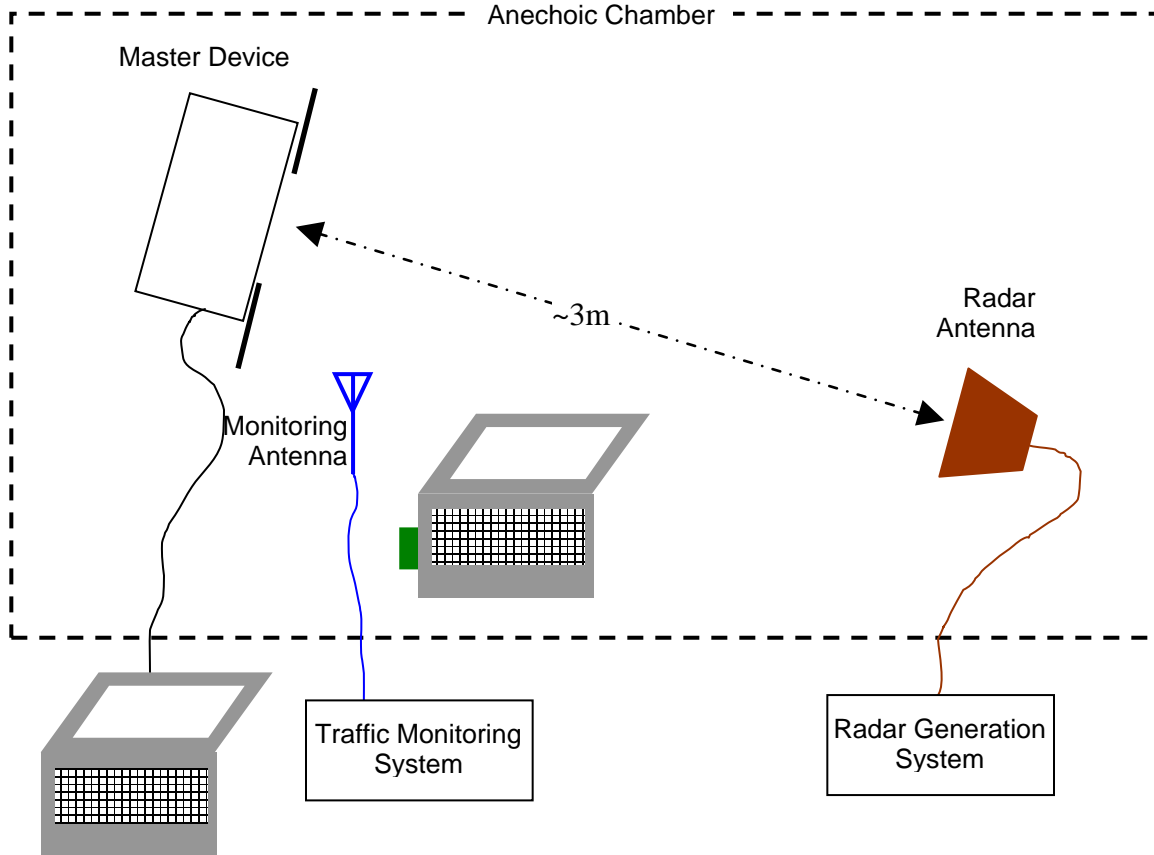 Anechoic Chamber
Master Device
~3m
Radar
Antenna
Monitoring
Antenna
Traffic Monitoring
System
Radar Generation
System